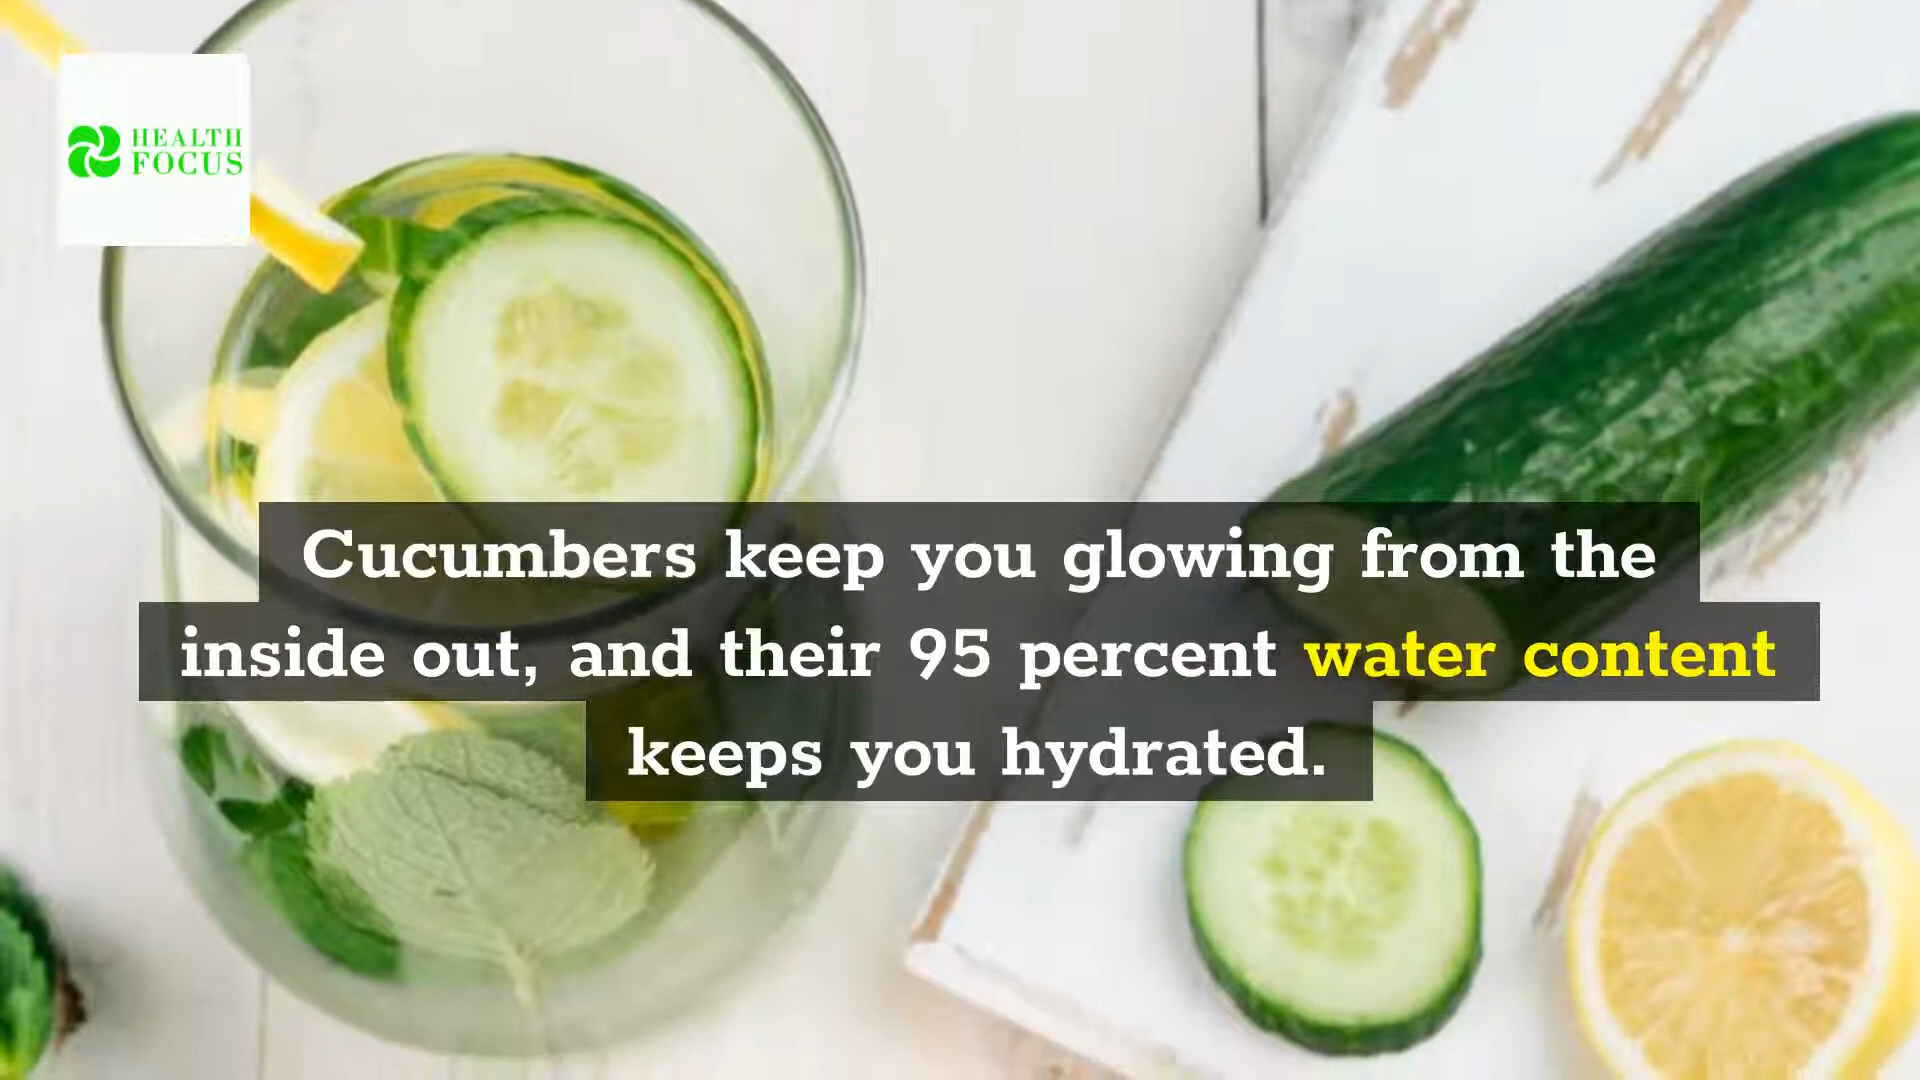 HEALTH
FOCUS
Cucumbers keep you glowing from the
inside out, and their 95 percent water content
keeps you hydrated.